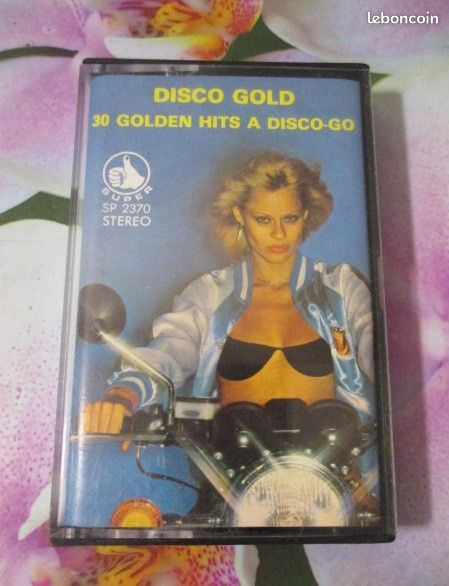 leboncoin
DISCO GOLD
30 GOLDEN HITS A DISCO-GO
SUPER
SP 2370
STEREO